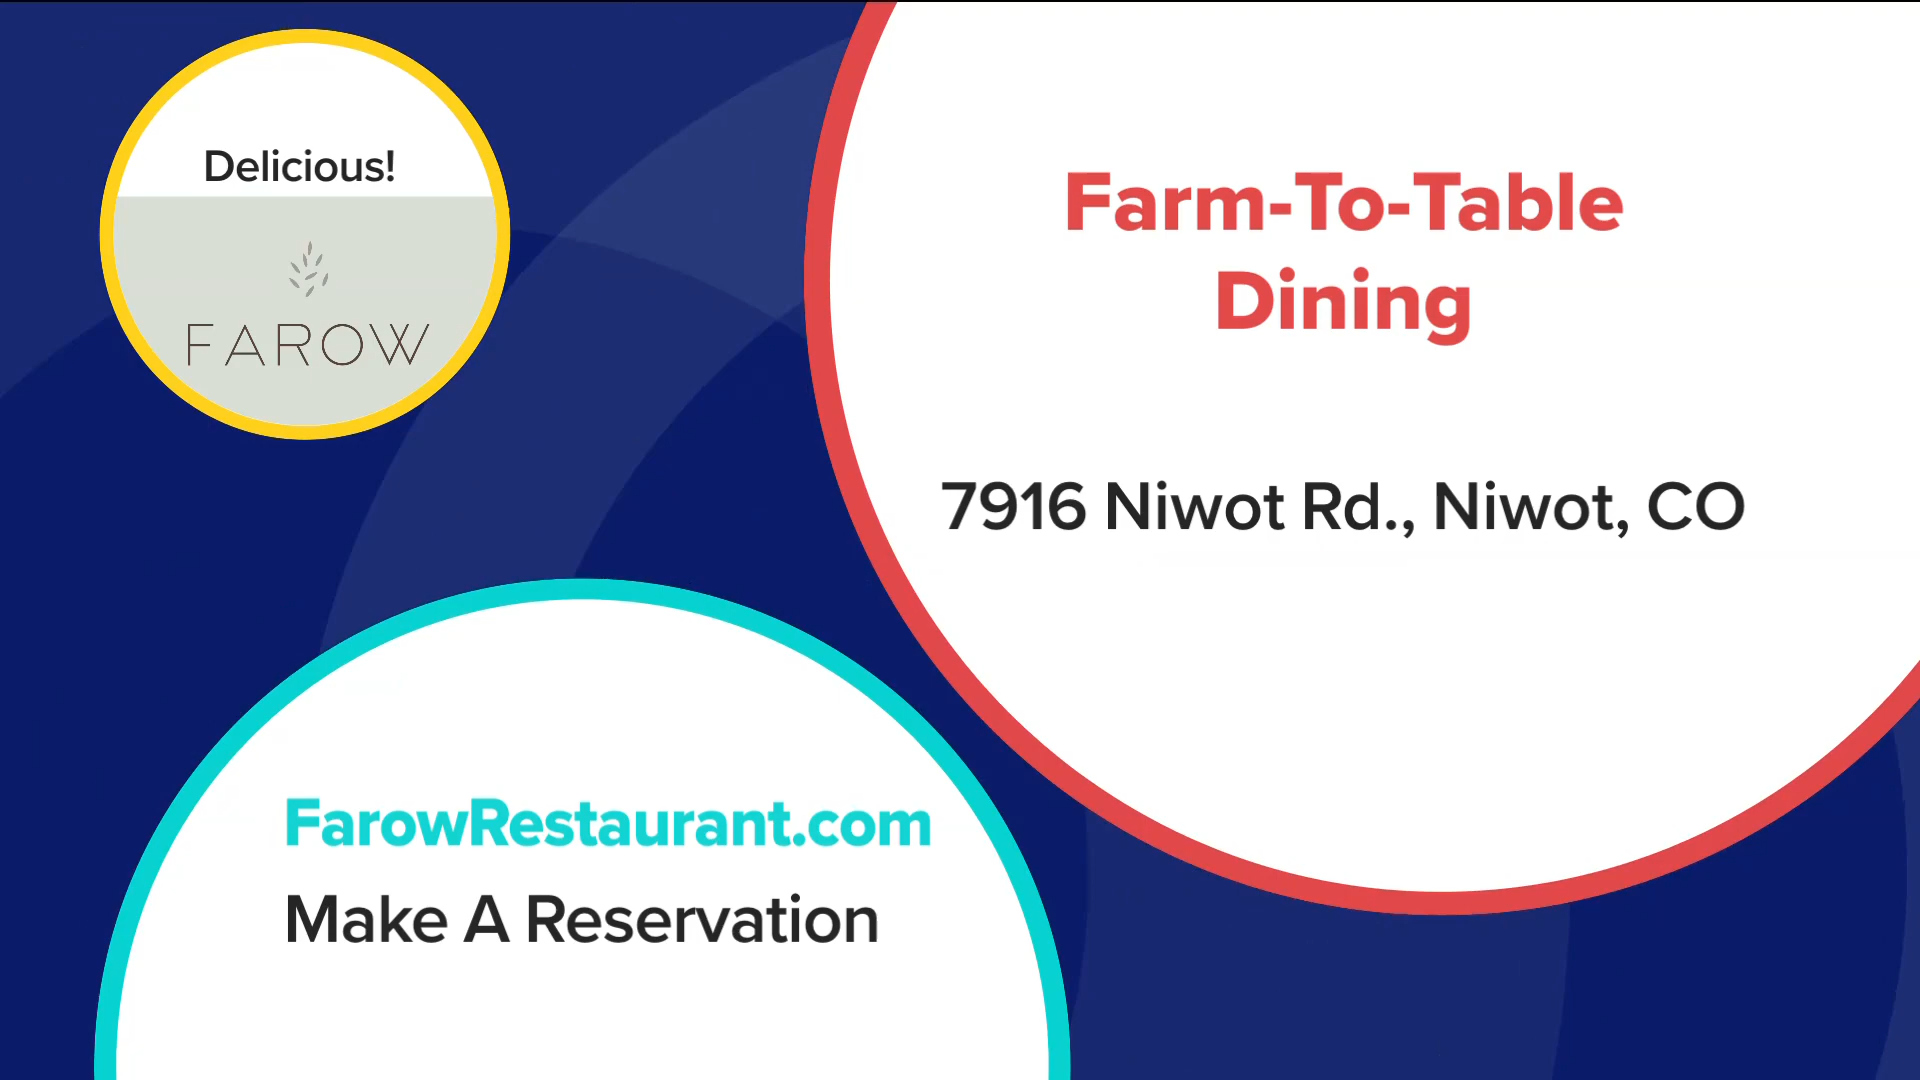 Delicious!
FAROW
Farm-To-Table
Dining
7916 Niwot Rd., Niwot, CO
FarowRestaurant.com
Make A Reservation